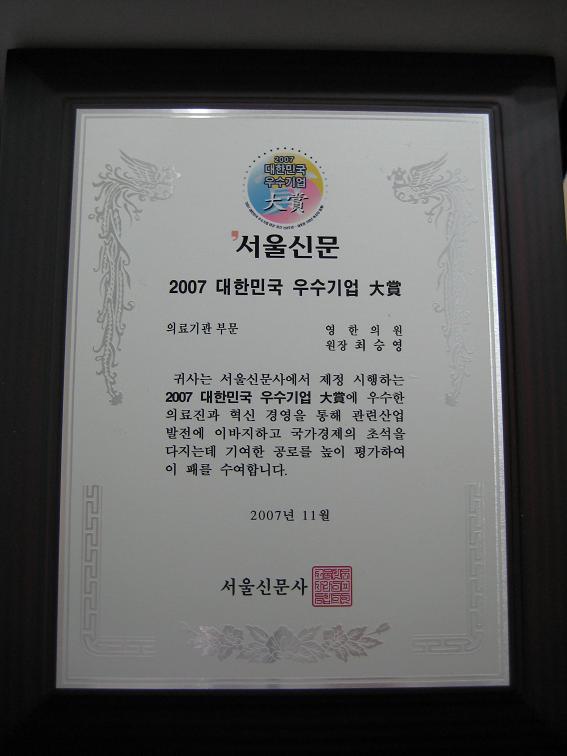 2007
대한민국
우수기업
大賞
서울신문
2007 대한민국 우수기업 大賞
의료기관 부문
영 한 의 원
원장 최 승 영
귀사는 서울신문사에서 제정 시행하는
2007 대한민국 우수기업 大賞에 우수한
의료진과 혁신 경영을 통해 관련산업
발전에 이바지하고 국가경제의 초석을
다지는데 기여한 공로를 높이 평가하여
이 패를 수여합니다.
2007년 11월
서울신문사